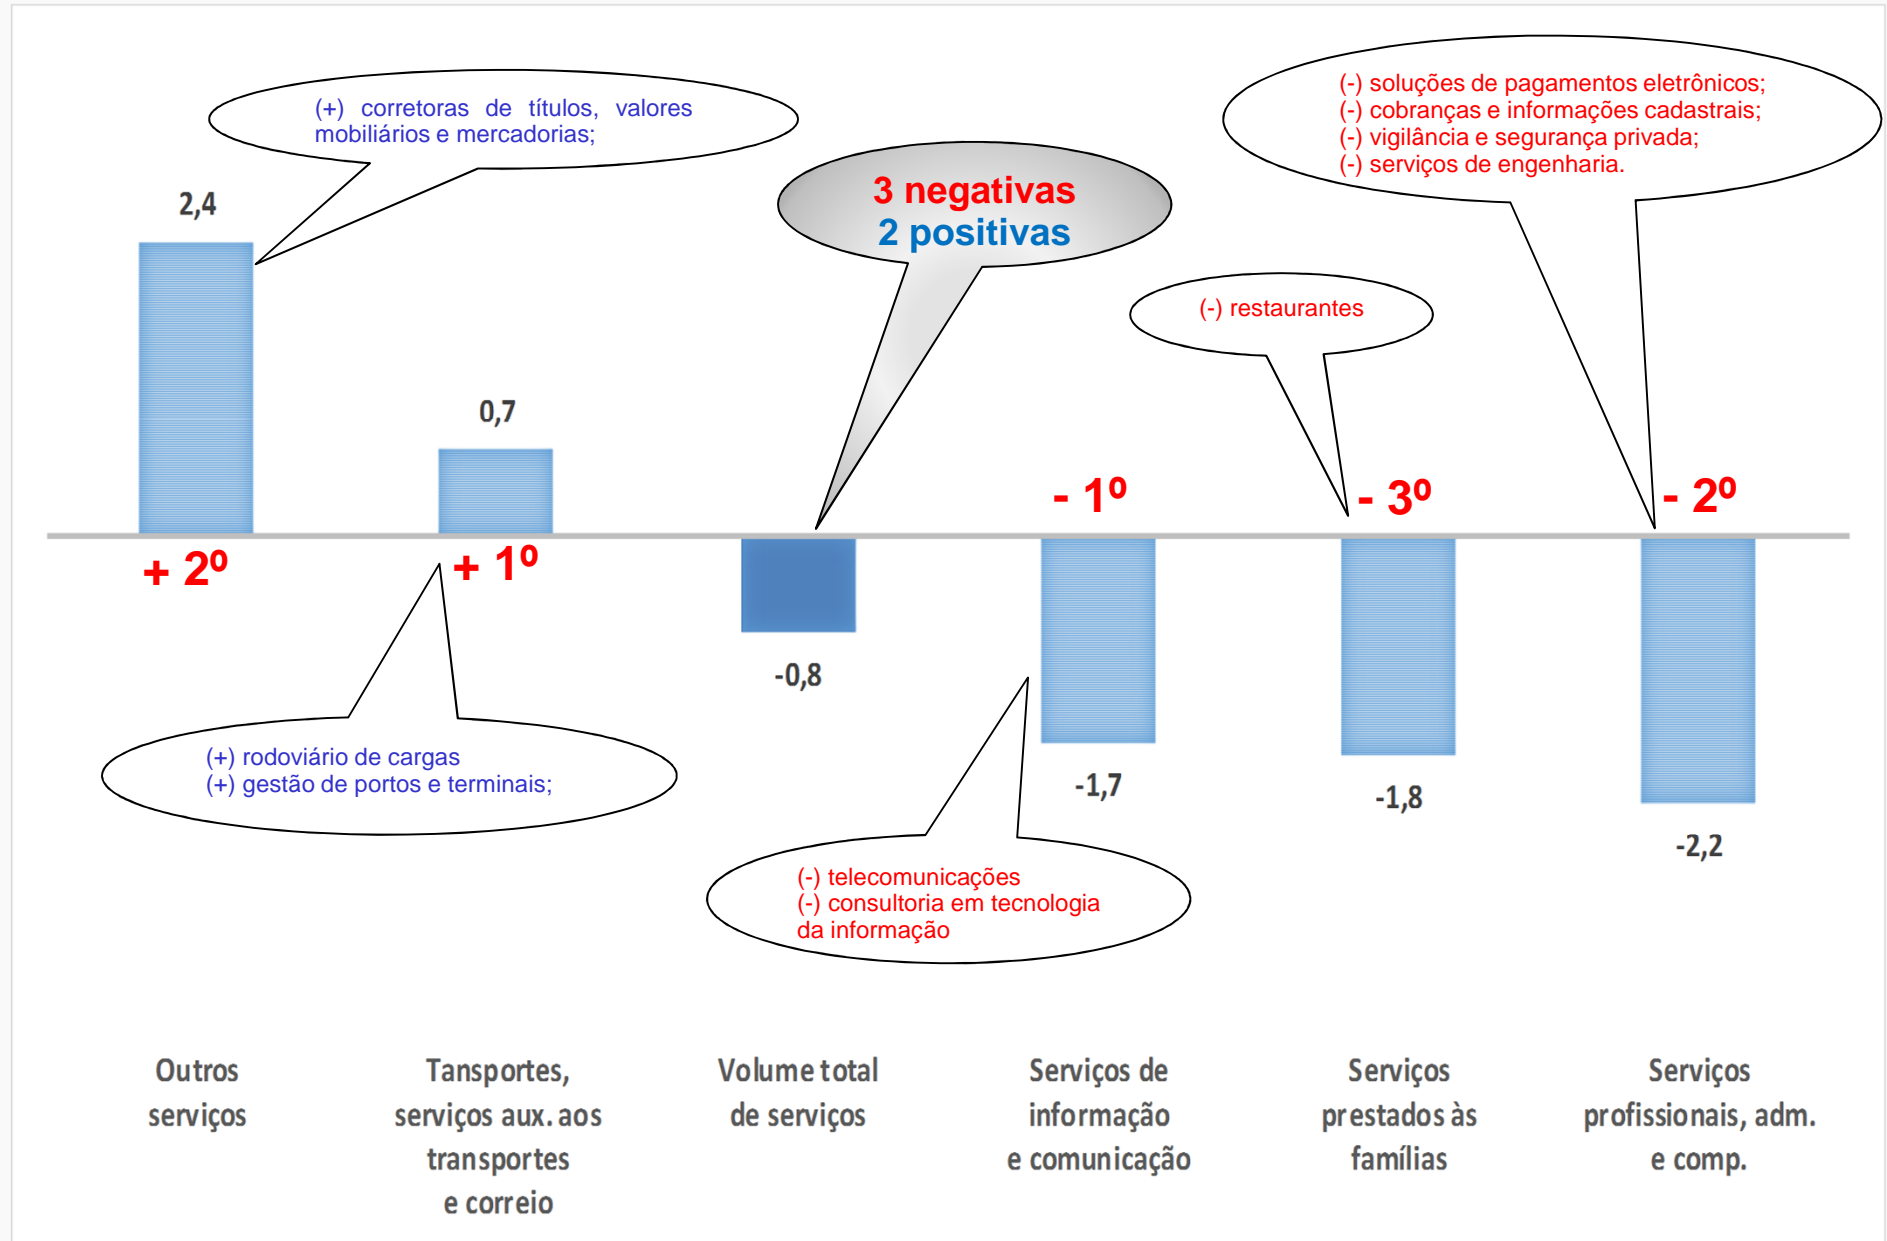 (+) corretoras de títulos, valores
mobiliários e mercadorias;
(-) soluções de pagamentos eletrônicos;
(-) cobranças e informações cadastrais;
(-) vigilância e segurança privada;
(-) serviços de engenharia.
3 negativas
2 positivas
2,4
(-) restaurantes
0,7
- 1º
- 3º
- 2º
+ 2º
+ 1º
-0,8
(+) rodoviário de cargas
(+) gestão de portos e terminais;
-1,7
-1,8
-2,2
(-) telecomunicações
(-) consultoria em tecnologia
da informação
Outros
serviços
Tansportes,
serviços aux. aos
transportes
e correio
Volume total
de serviços
Serviços de
informação
e comunicação
Serviços
prestados às
famílias
Serviços
profissionais, adm.
e comp.